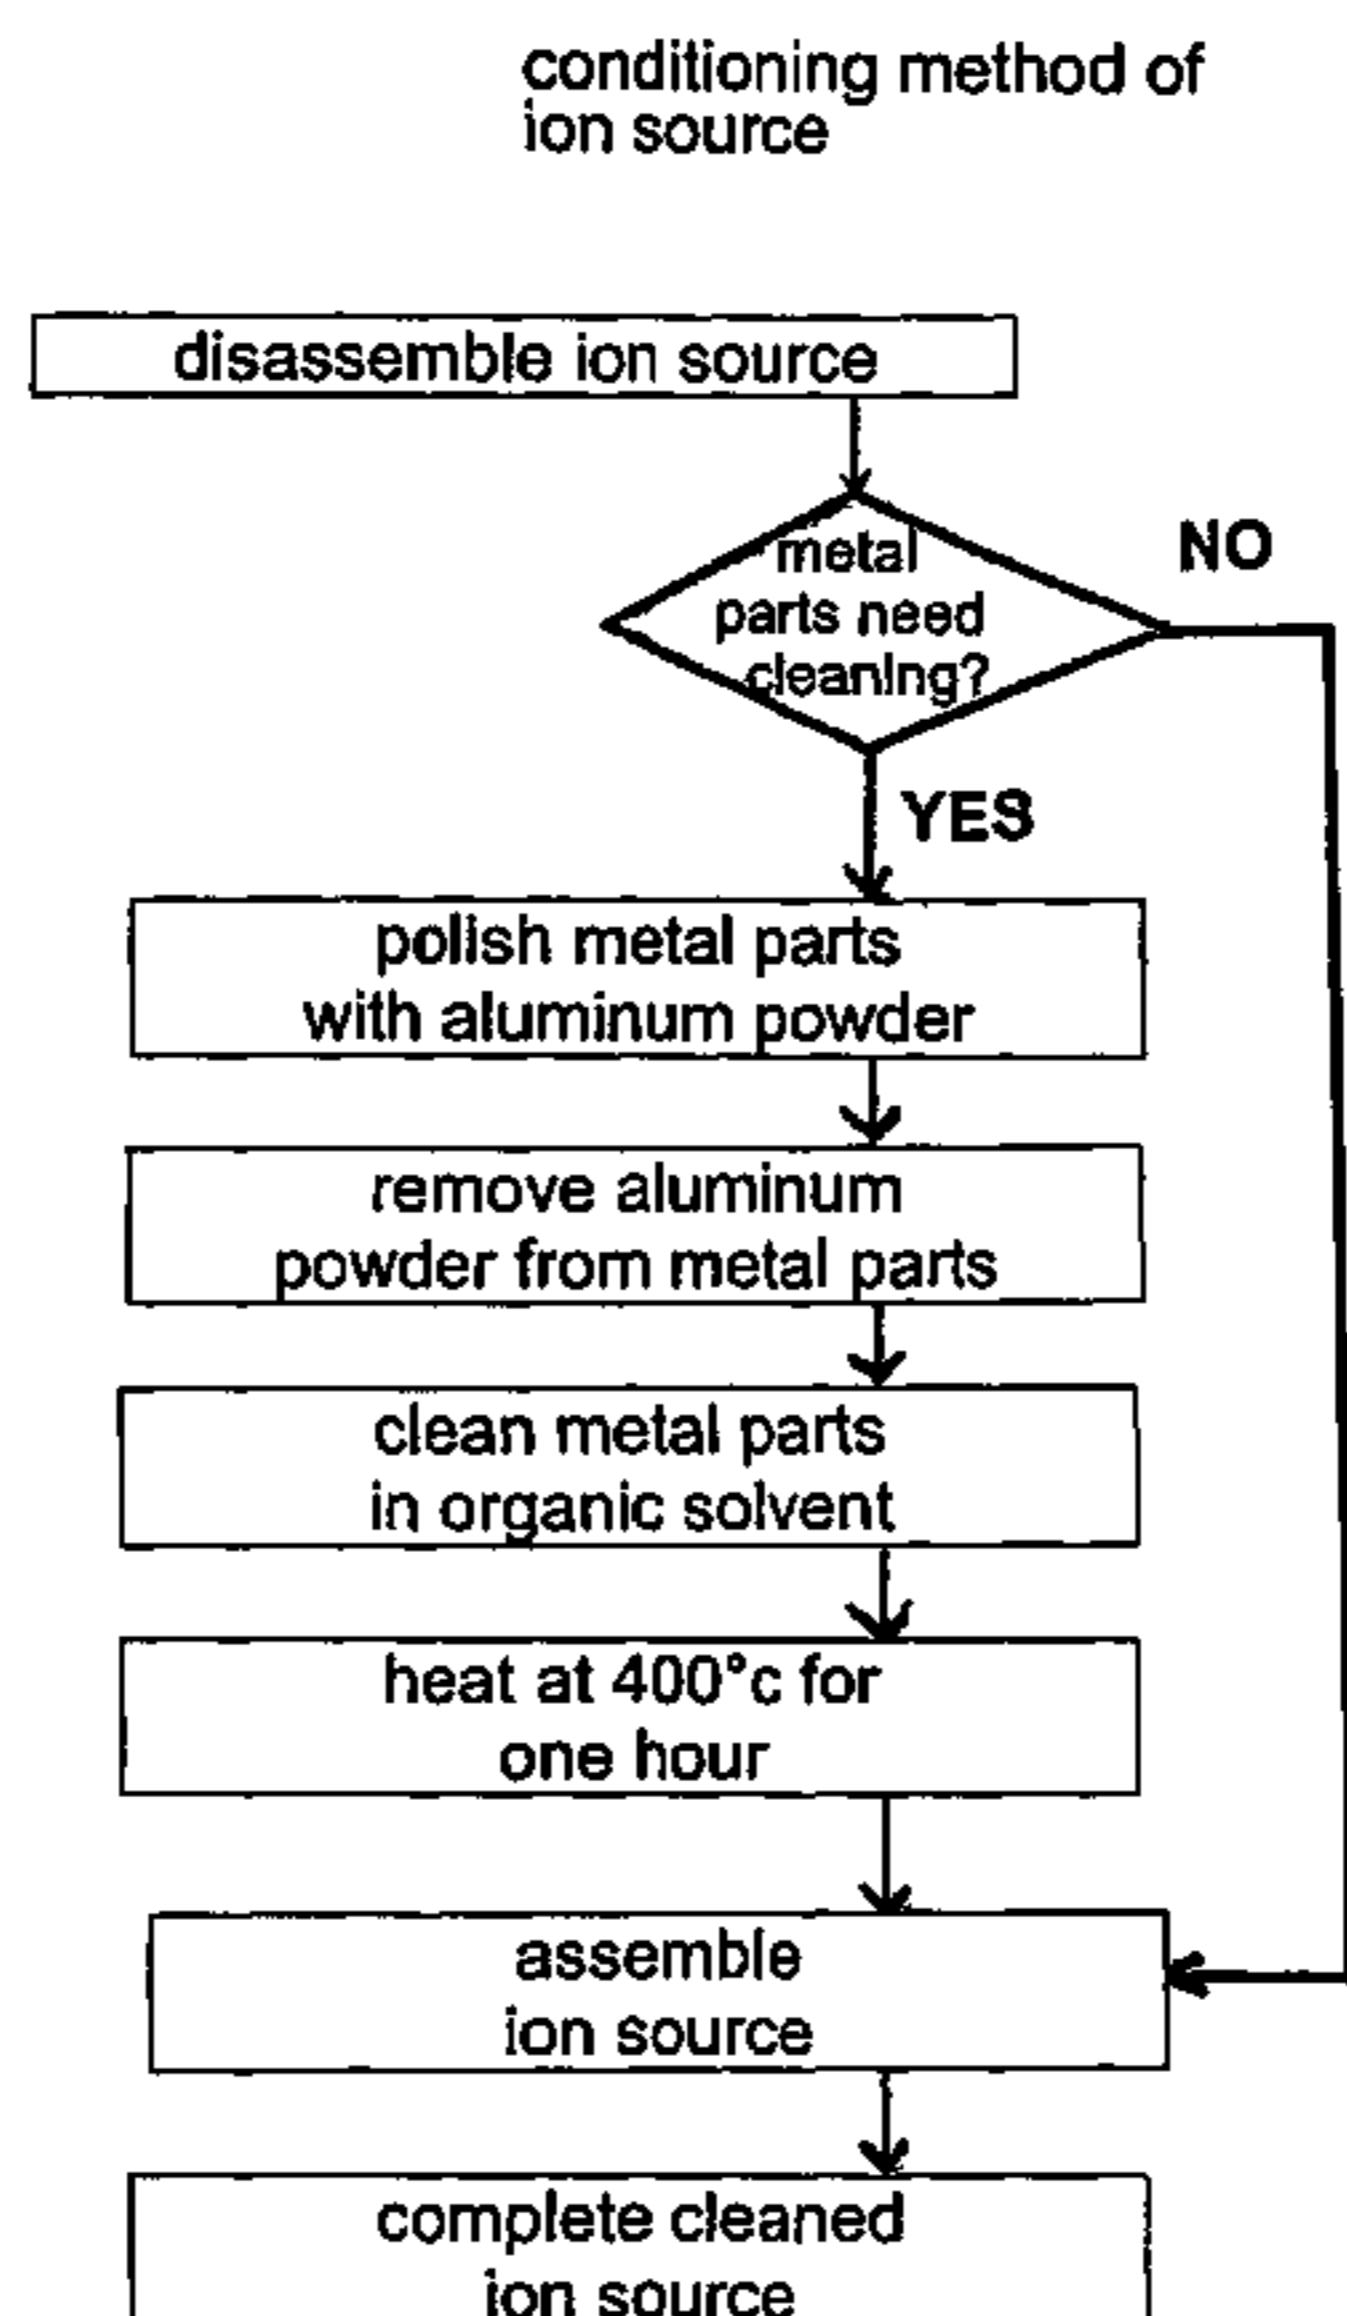 conditioning method of
ion source
disassemble ion source
metal
parts need
cleaning?
NO
YES
polish metal parts
with aluminum powder
remove aluminum
powder from metal parts
clean metal parts
in organic solvent
heat at 400°c for
one hour
assemble
ion source
complete cleaned
ion source